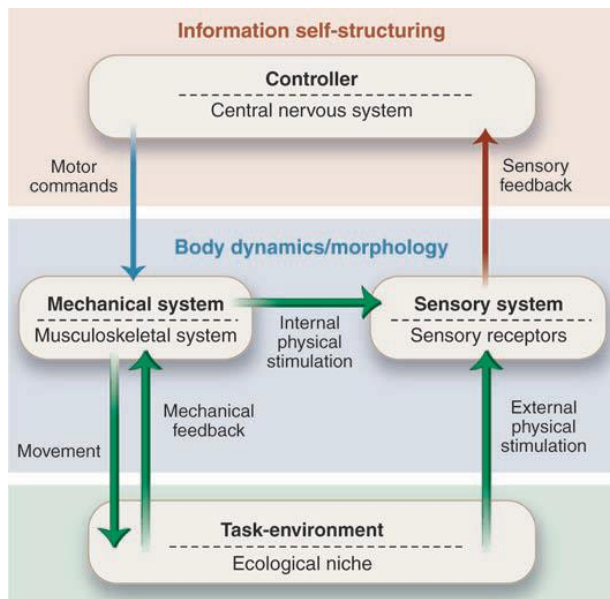 Information self-structuring
Controller
Central nervous system
Motor
commands
Sensory
feedback
Body dynamics/morphology
Mechanical system
Musculoskeletal system
Sensory system
Sensory receptors
Internal
physical
stimulation
Movement
Mechanical
feedback
External
physical
stimulation
Task-environment
Ecological niche